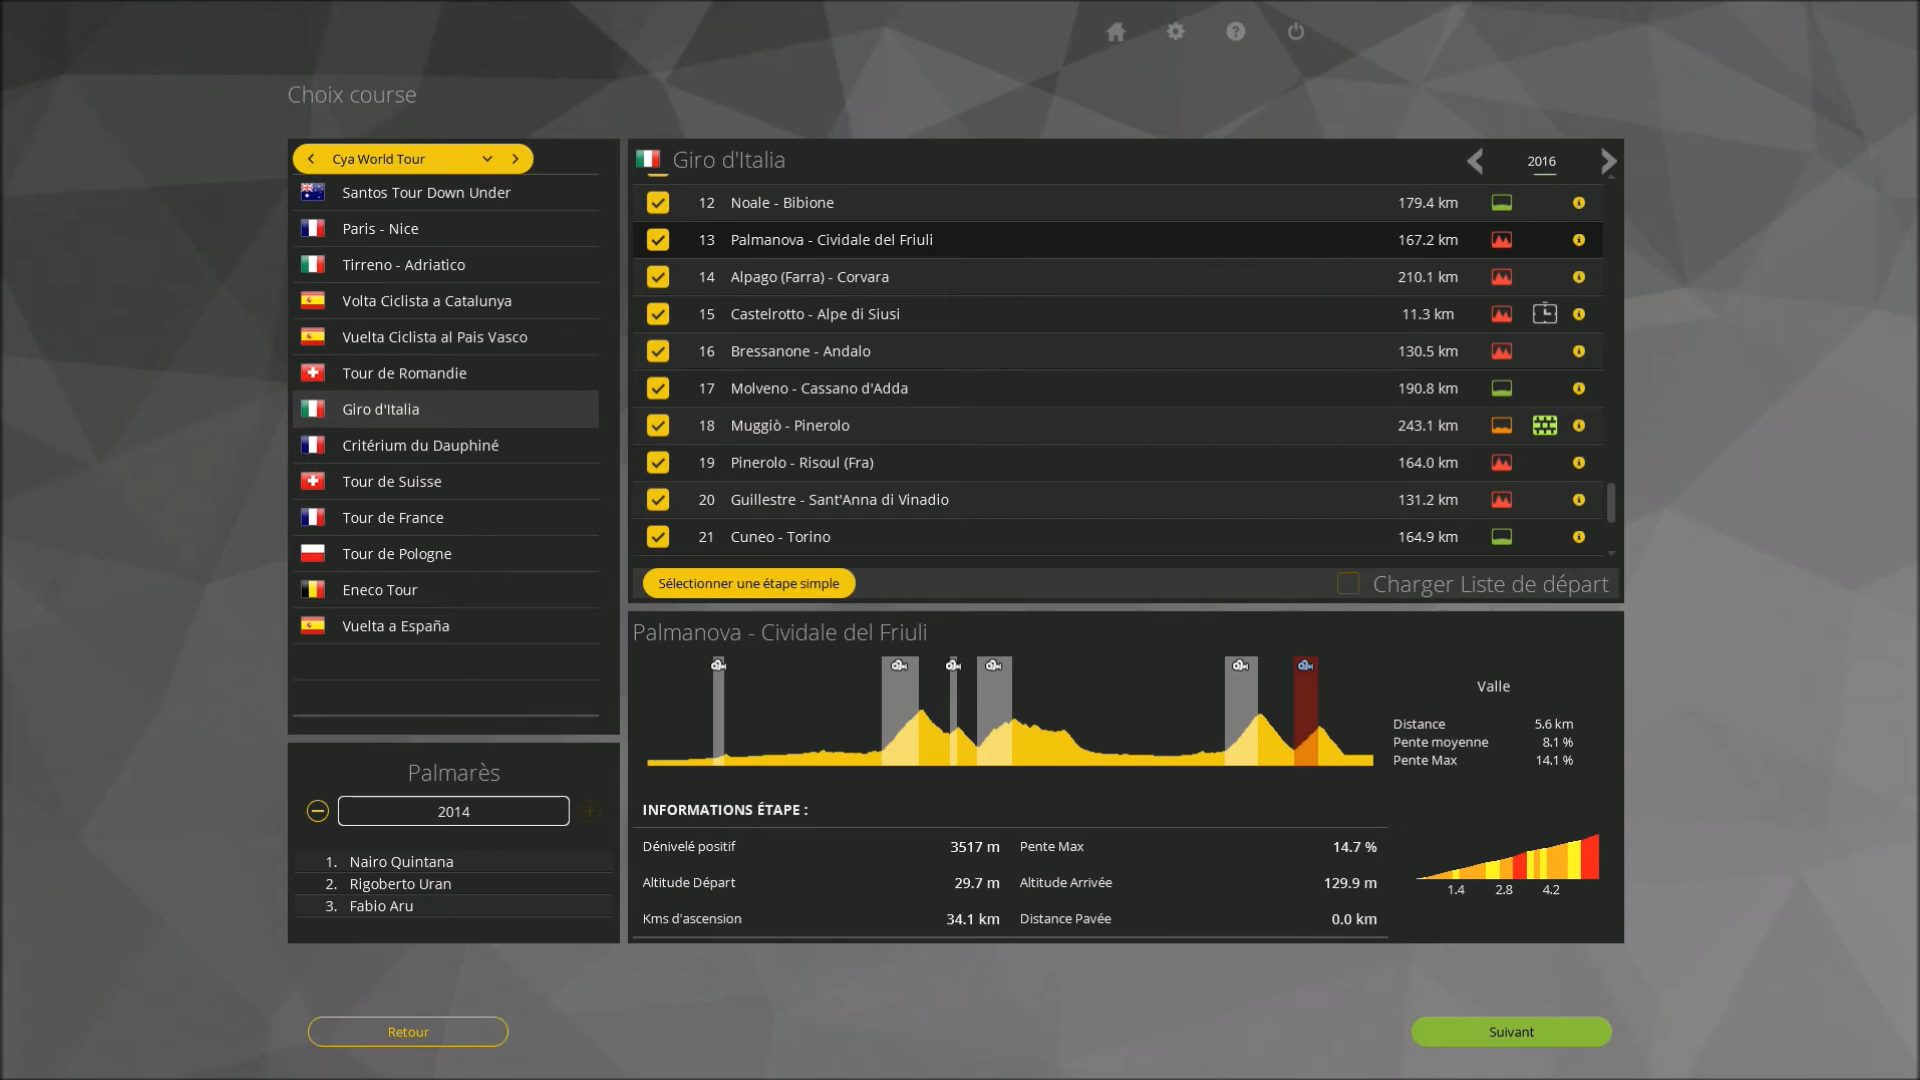 Choix course
Cya World Tour
Santos Tour Down Under
Paris - Nice
Tirreno - Adriatico
Volta Ciclista a Catalunya
Vuelta Ciclista al Pais Vasco
Tour de Romandie
Giro d'Italia
Critérium du Dauphiné
Tour de Suisse
Tour de France
Tour de Pologne
Eneco Tour
Vuelta a España
Palmarès
2014
1. Nairo Quintana
2. Rigoberto Uran
3. Fabio Aru
Giro d'Italia 2016
12 Noale - Bibione 179.4 km
13 Palmanova - Cividale del Friuli 167.2 km
14 Alpago (Farra) - Corvara 210.1 km
15 Castelrotto - Alpe di Siusi 11.3 km
16 Bressanone - Andalo 130.5 km
17 Molveno - Cassano d'Adda 190.8 km
18 Muggiò - Pinerolo 243.1 km
19 Pinerolo - Risoul (Fra) 164.0 km
20 Guillestre - Sant'Anna di Vinadio 131.2 km
21 Cuneo - Torino 164.9 km
Sélectionner une étape simple
Charger Liste de départ
Palmanova - Cividale del Friuli
Valle
Distance 5.6 km
Pente moyenne 8.1 %
Pente Max 14.1 %
INFORMATIONS ÉTAPE :
Dénivelé positif 3517 m Pente Max 14.7 %
Altitude Départ 29.7 m Altitude Arrivée 129.9 m
Kms d'ascension 34.1 km Distance Pavée 0.0 km
1.4 2.8 4.2
Retour
Suivant